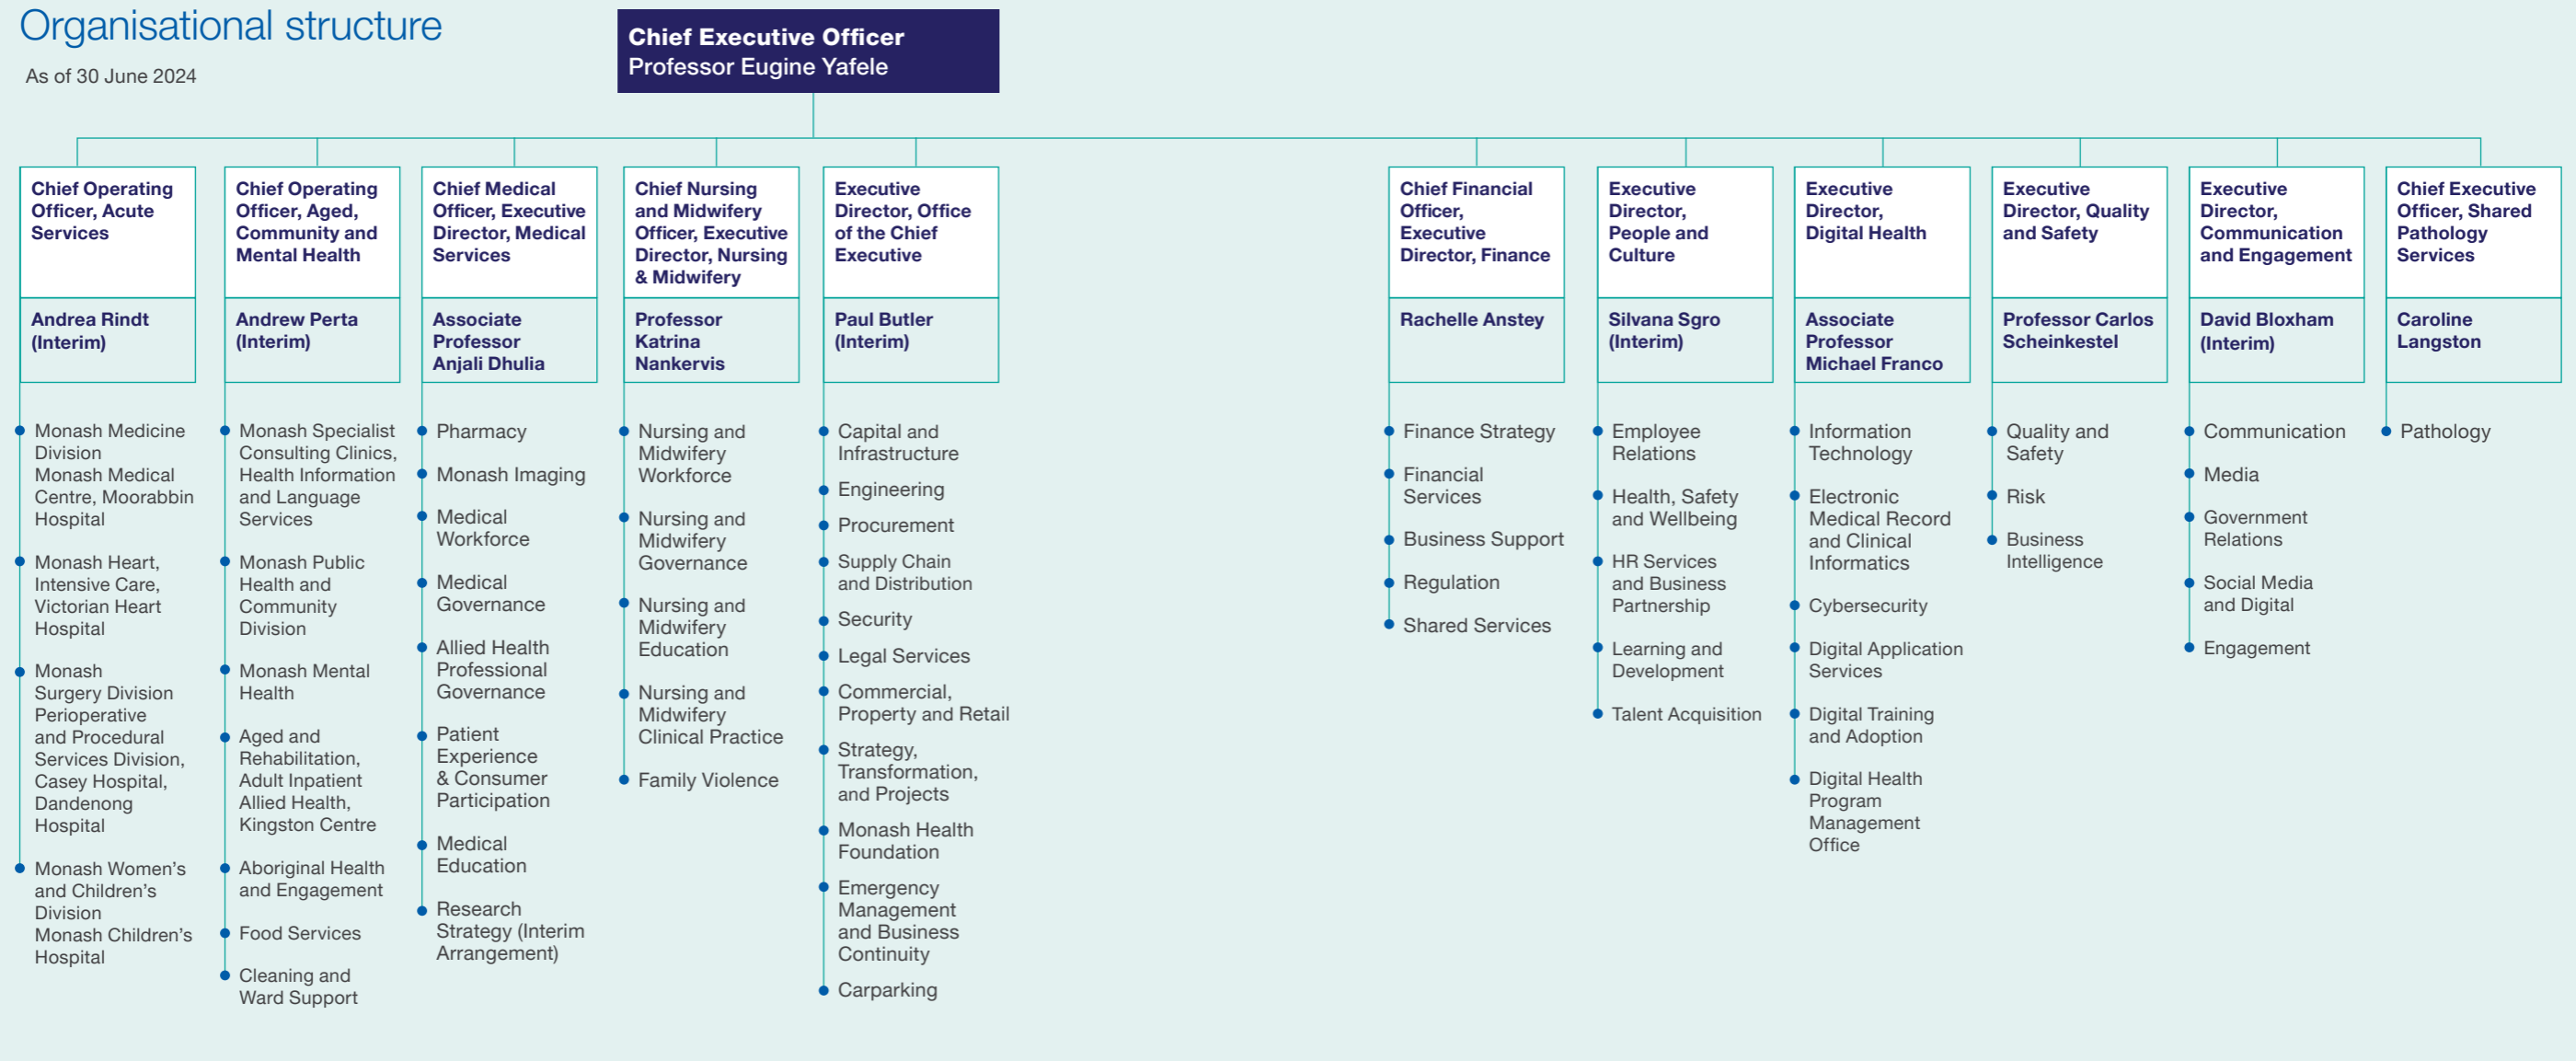 Organisational structure
As of 30 June 2024
Chief Executive Officer
Professor Eugine Yafele
Chief Operating
Officer, Acute
Services
Andrea Rindt
(Interim)
Monash Medicine
Division
Monash Medical
Centre, Moorabbin
Hospital
Monash Heart,
Intensive Care,
Victorian Heart
Hospital
Monash
Surgery Division
Perioperative
and Procedural
Services Division,
Casey Hospital,
Dandenong
Hospital
Monash Women’s
and Children’s
Division
Monash Children’s
Hospital
Chief Operating
Officer, Aged,
Community and
Mental Health
Andrew Perta
(Interim)
Monash Specialist
Consulting Clinics,
Health Information
and Language
Services
Monash Public
Health and
Community
Division
Monash Mental
Health
Aged and
Rehabilitation,
Adult Inpatient
Allied Health,
Kingston Centre
Aboriginal Health
and Engagement
Food Services
Cleaning and
Ward Support
Chief Medical
Officer, Executive
Director, Medical
Services
Associate
Professor
Anjali Dhulia
Pharmacy
Monash Imaging
Medical
Workforce
Medical
Governance
Allied Health
Professional
Governance
Patient
Experience
& Consumer
Participation
Medical
Education
Research
Strategy (Interim
Arrangement)
Chief Nursing
and Midwifery
Officer, Executive
Director, Nursing
& Midwifery
Professor
Katrina
Nankervis
Nursing and
Midwifery
Workforce
Nursing and
Midwifery
Governance
Nursing and
Midwifery
Education
Nursing and
Midwifery
Clinical Practice
Family Violence
Executive
Director, Office
of the Chief
Executive
Paul Butler
(Interim)
Capital and
Infrastructure
Engineering
Procurement
Supply Chain
and Distribution
Security
Legal Services
Commercial,
Property and Retail
Strategy,
Transformation,
and Projects
Monash Health
Foundation
Emergency
Management
and Business
Continuity
Carparking
Chief Financial
Officer,
Executive
Director, Finance
Rachelle Anstey
Finance Strategy
Financial
Services
Business Support
Regulation
Shared Services
Executive
Director,
People and
Culture
Silvana Sgro
(Interim)
Employee
Relations
Health, Safety
and Wellbeing
HR Services
and Business
Partnership
Learning and
Development
Talent Acquisition
Executive
Director,
Digital Health
Associate
Professor
Michael Franco
Information
Technology
Electronic
Medical Record
and Clinical
Informatics
Cybersecurity
Digital Application
Services
Digital Training
and Adoption
Digital Health
Program
Management
Office
Executive
Director, Quality
and Safety
Professor Carlos
Scheinkestel
Quality and
Safety
Risk
Business
Intelligence
Executive
Director,
Communication
and Engagement
David Bloxham
(Interim)
Communication
Media
Government
Relations
Social Media
and Digital
Engagement
Chief Executive
Officer, Shared
Pathology
Services
Caroline
Langston
Pathology